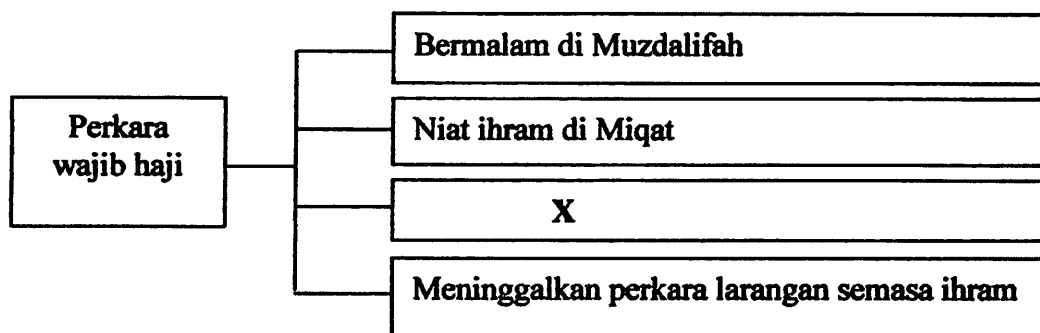 Perkara
wajib haji
Bermalam di Muzdalifah
Niat ihram di Miqat
X
Meninggalkan perkara larangan semasa ihram